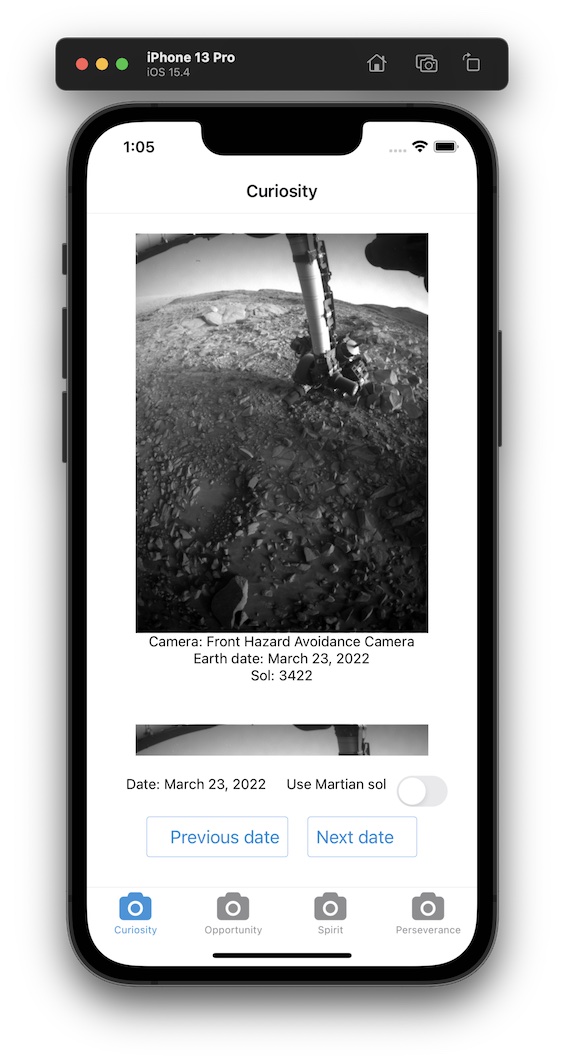 iPhone 13 Pro
iOS 15.4
1:05
Curiosity
Camera: Front Hazard Avoidance Camera
Earth date: March 23, 2022
Sol: 3422
Date: March 23, 2022 Use Martian sol
Previous date Next date
Curiosity Opportunity Spirit Perseverance